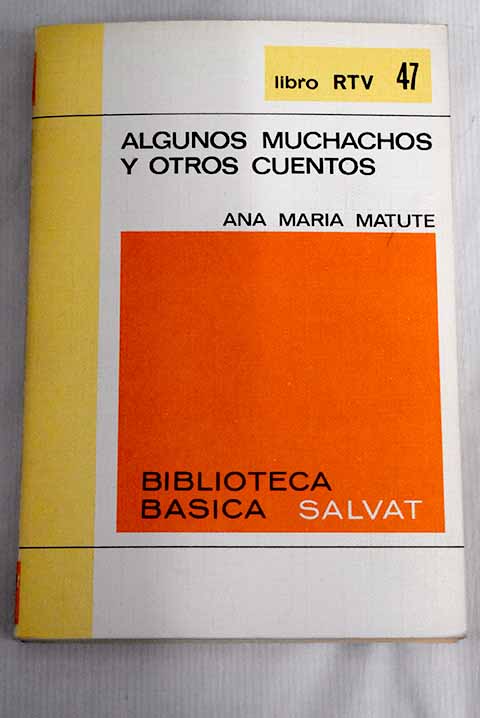 libro RTV 47
ALGUNOS MUCHACHOS
Y OTROS CUENTOS
ANA MARIA MATUTE
BIBLIOTECA
BASICA SALVAT